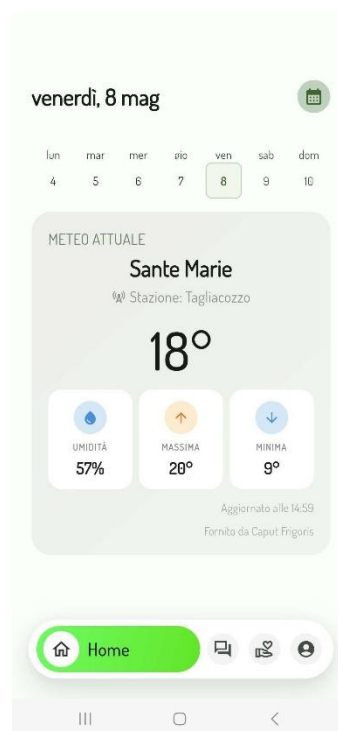 venerdì, 8 mag
lun mar mer gio ven sab dom
4 5 6 7 8 9 10
METEO ATTUALE
Sante Marie
Stazione: Tagliacozzo
18°
UMIDITÀ MASSIMA MINIMA
57% 20° 9°
Aggiornato alle 14:59
Fornito da Caput Frigoris
Home